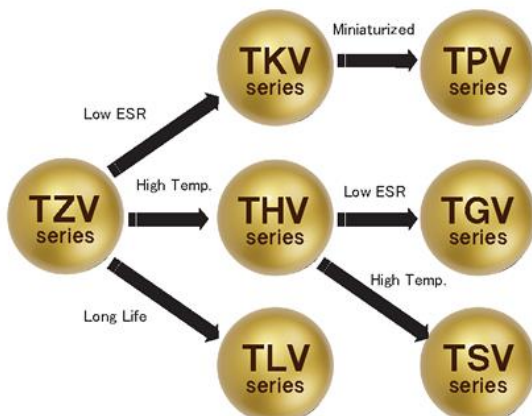 Miniaturized
TKV
series
TPV
series
Low ESR
High Temp.
Low ESR
TZV
series
THV
series
TGV
series
High Temp.
Long Life
TLV
series
TSV
series